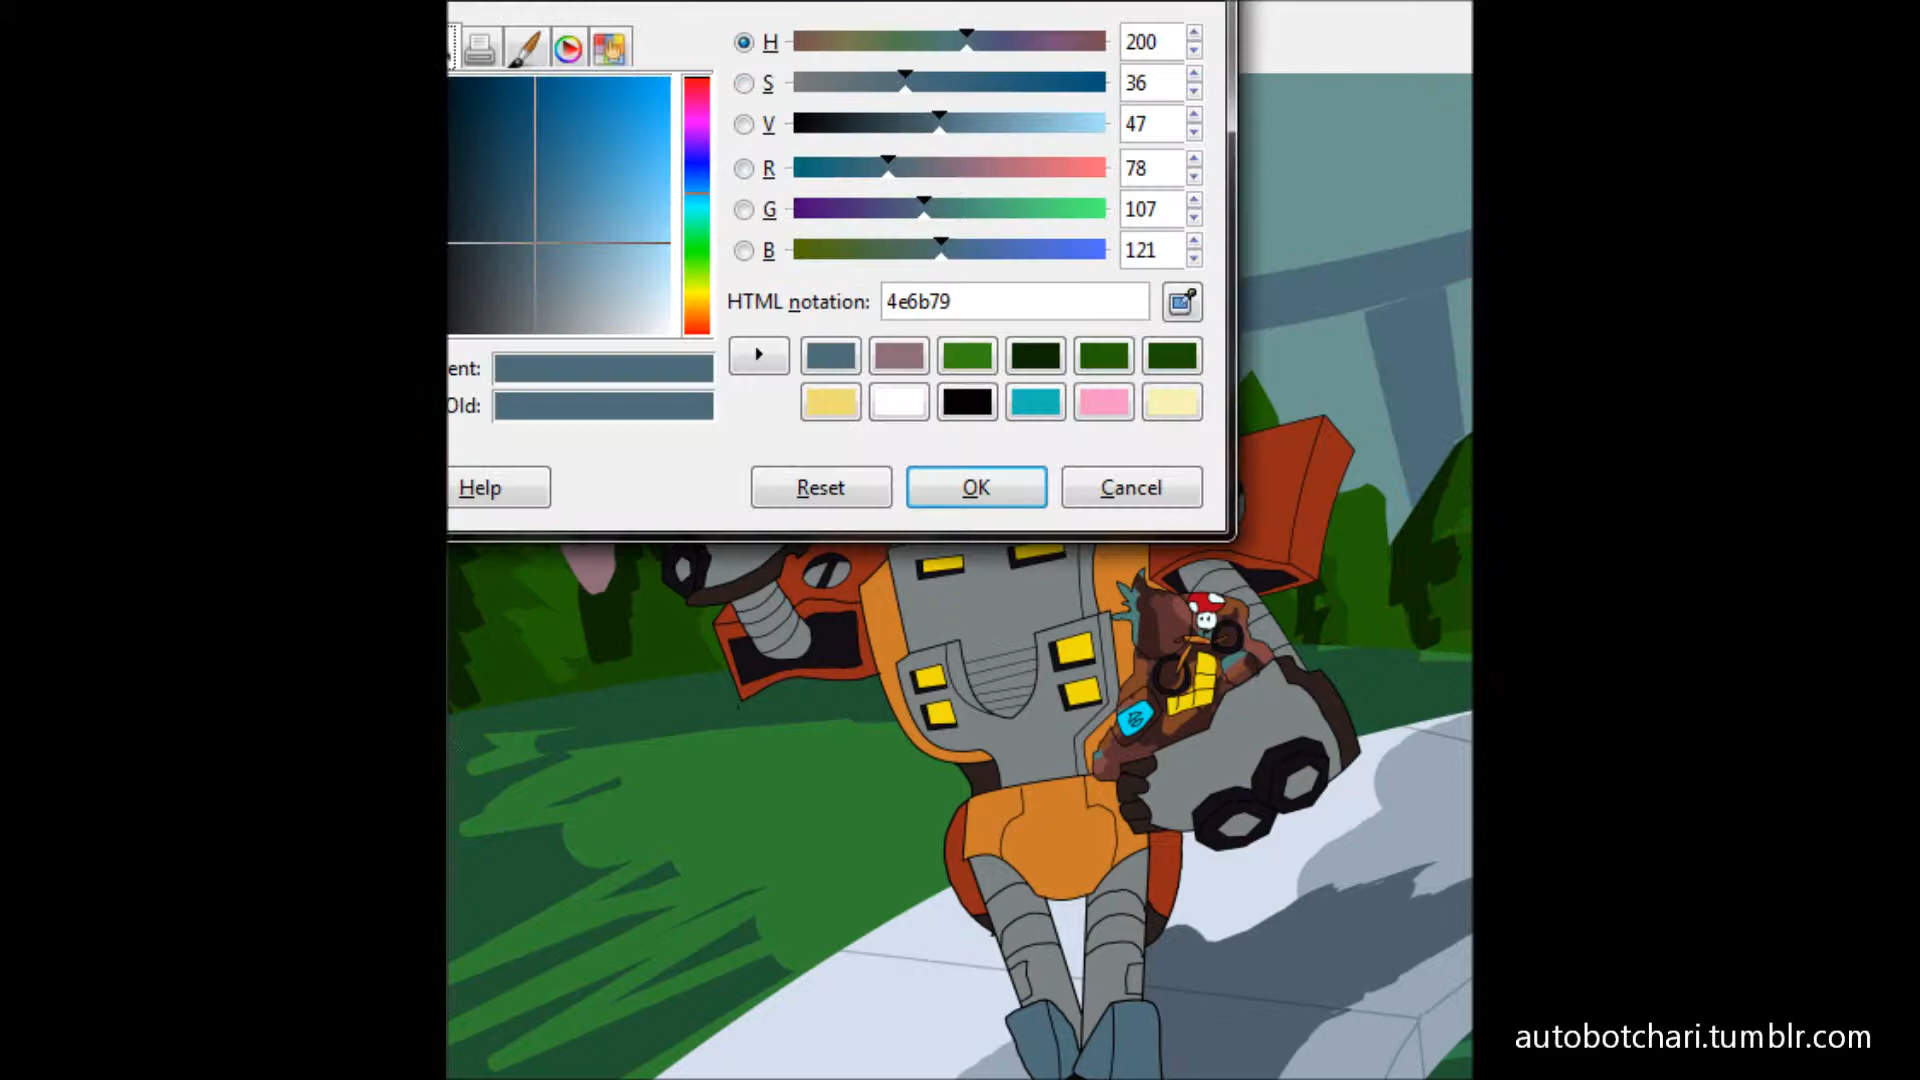 H 200
S 36
V 47
R 78
G 107
B 121
HTML notation: 4e6b79
ent:
Old:
Help Reset OK Cancel
autobotchari.tumblr.com